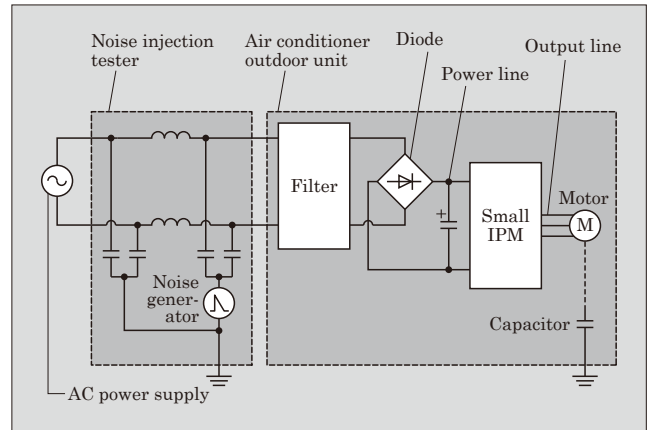 Noise injection
tester
Air conditioner
outdoor unit
Diode
Output line
Power line
Filter
+
Small
IPM
Motor
M
Noise
gener-
ator
Capacitor
AC power supply